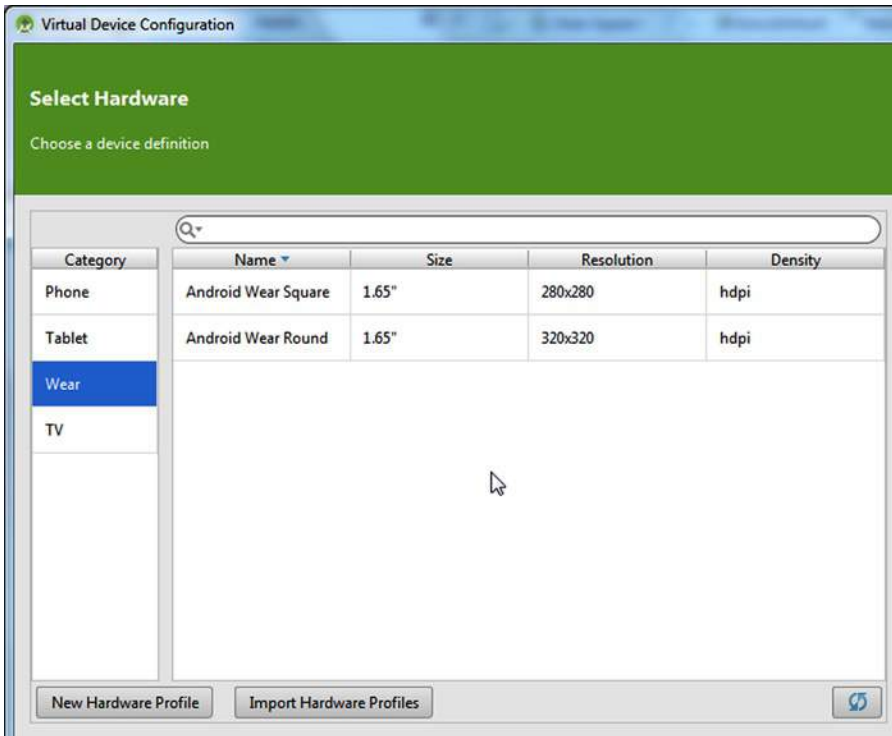 Virtual Device Configuration
Select Hardware
Choose a device definition
Category Name Size Resolution Density
Phone Android Wear Square 1.65" 280x280 hdpi
Tablet Android Wear Round 1.65" 320x320 hdpi
Wear
TV
New Hardware Profile Import Hardware Profiles